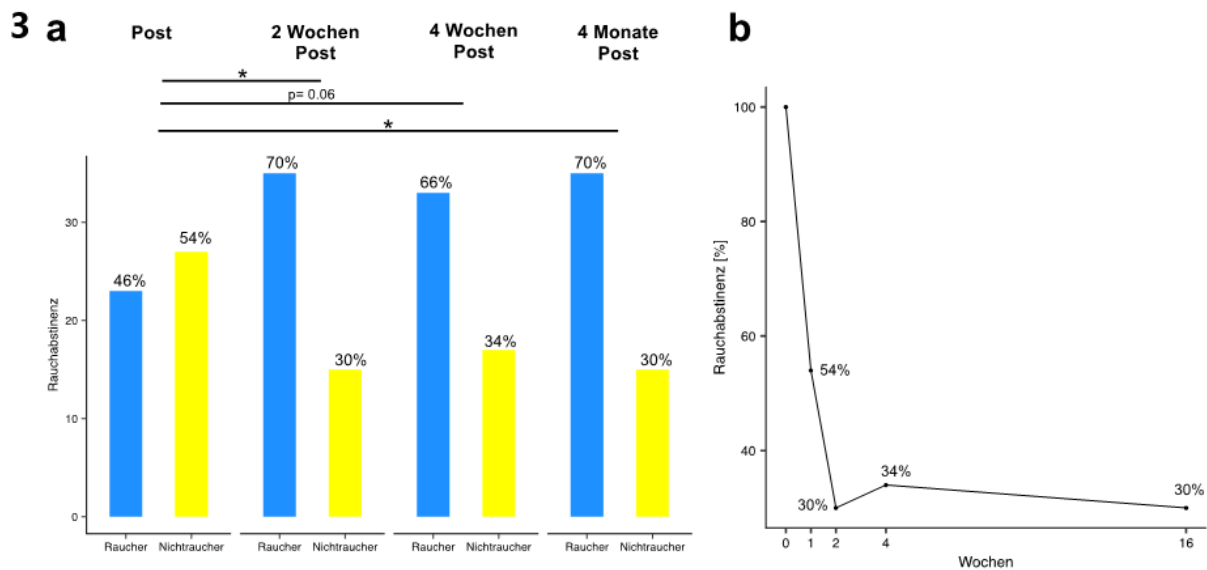 3 a
Post
2 Wochen
Post
4 Wochen
Post
4 Monate
Post
*
p= 0.06
*
Rauchabstinenz
30
20
10
0
46%
54%
70%
30%
66%
34%
70%
30%
Raucher
Nichtraucher
Raucher
Nichtraucher
Raucher
Nichtraucher
Raucher
Nichtraucher
b
Rauchabstinenz [%]
100
80
60
40
54%
30%
34%
30%
0
1
2
4
16
Wochen